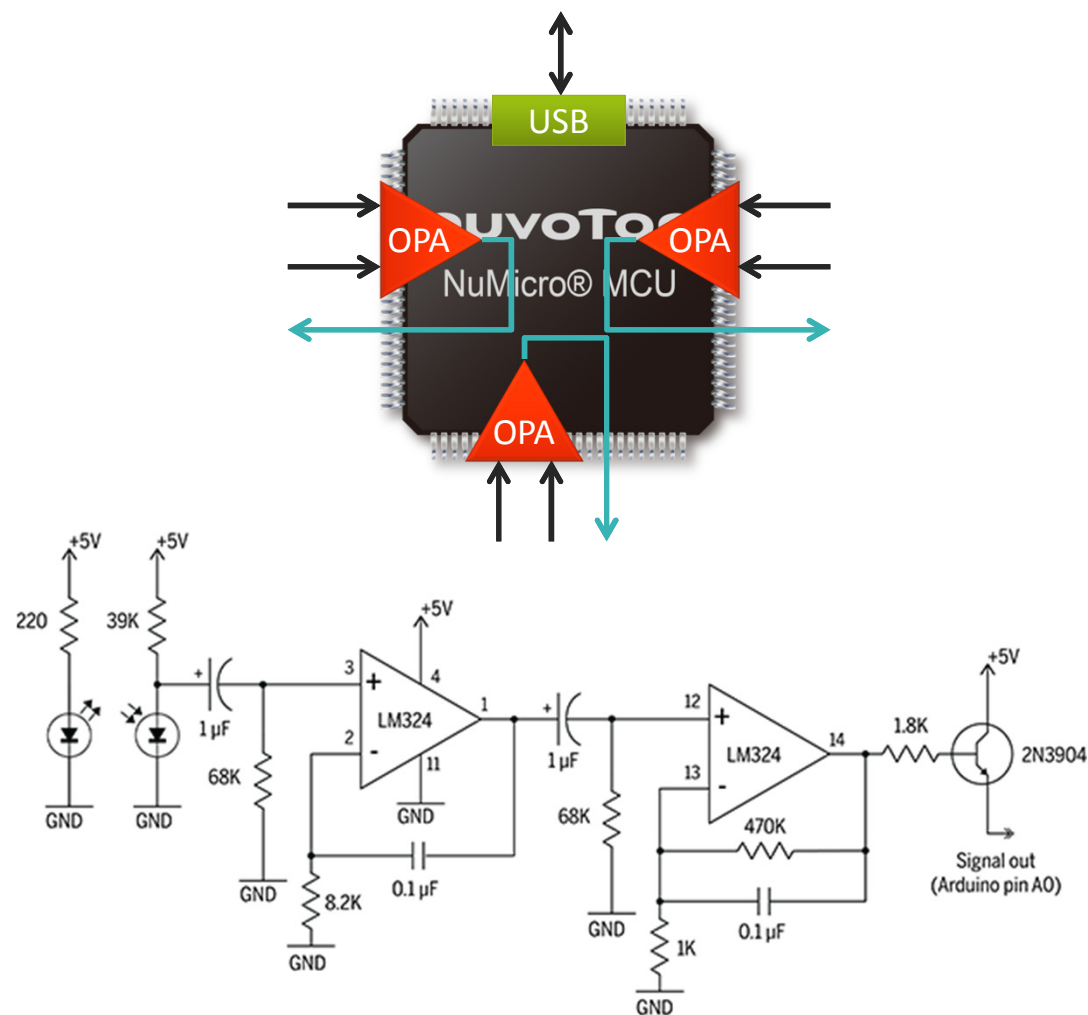 USB
OPA
OPA
nuvoTon
NuMicro® MCU
OPA
+5V
+5V
220
39K
+
1 µF
68K
GND
GND
GND
+5V
3
+
4
LM324
1
2
-
11
GND
0.1 µF
8.2K
GND
+
1 µF
68K
GND
12
+
LM324
14
13
-
470K
0.1 µF
1K
GND
1.8K
+5V
2N3904
Signal out
(Arduino pin A0)